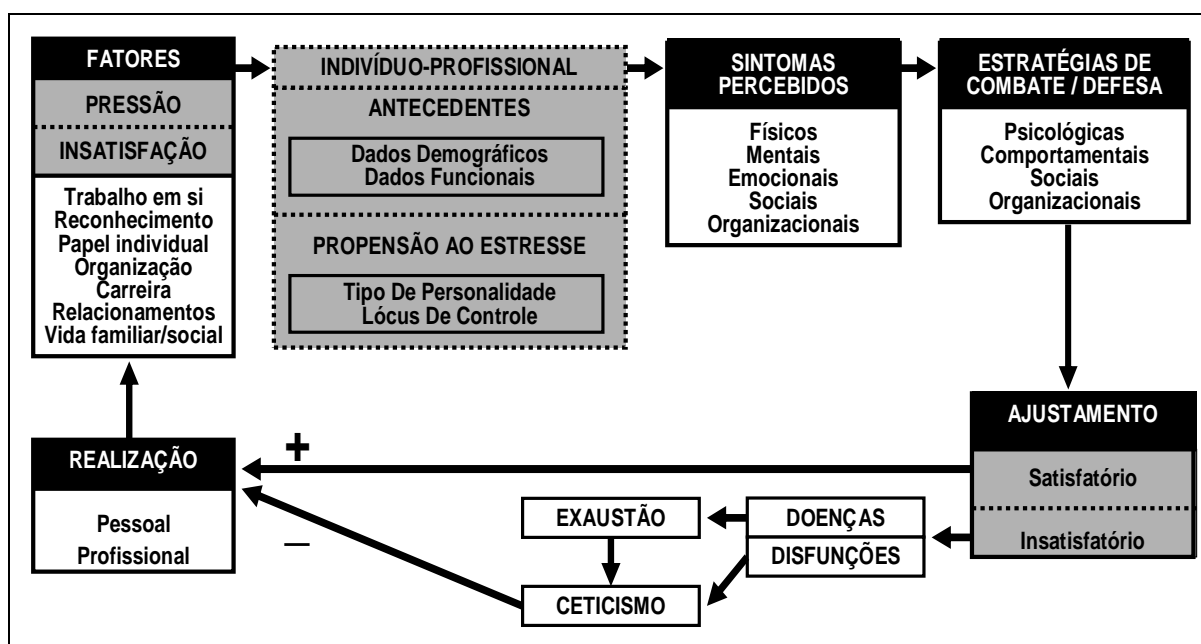 FATORES
PRESSÃO
INSATISFAÇÃO
Trabalho em si
Reconhecimento
Papel individual
Organização
Carreira
Relacionamentos
Vida familiar/social
INDIVÍDUO-PROFISSIONAL
ANTECEDENTES
Dados Demográficos
Dados Funcionais
PROPENSÃO AO ESTRESSE
Tipo De Personalidade
Lócus De Controle
SINTOMAS
PERCEBIDOS
Físicos
Mentais
Emocionais
Sociais
Organizacionais
ESTRATÉGIAS DE
COMBATE / DEFESA
Psicológicas
Comportamentais
Sociais
Organizacionais
AJUSTAMENTO
Satisfatório
Insatisfatório
DOENÇAS
DISFUNÇÕES
EXAUSTÃO
CETICISMO
+
–
REALIZAÇÃO
Pessoal
Profissional